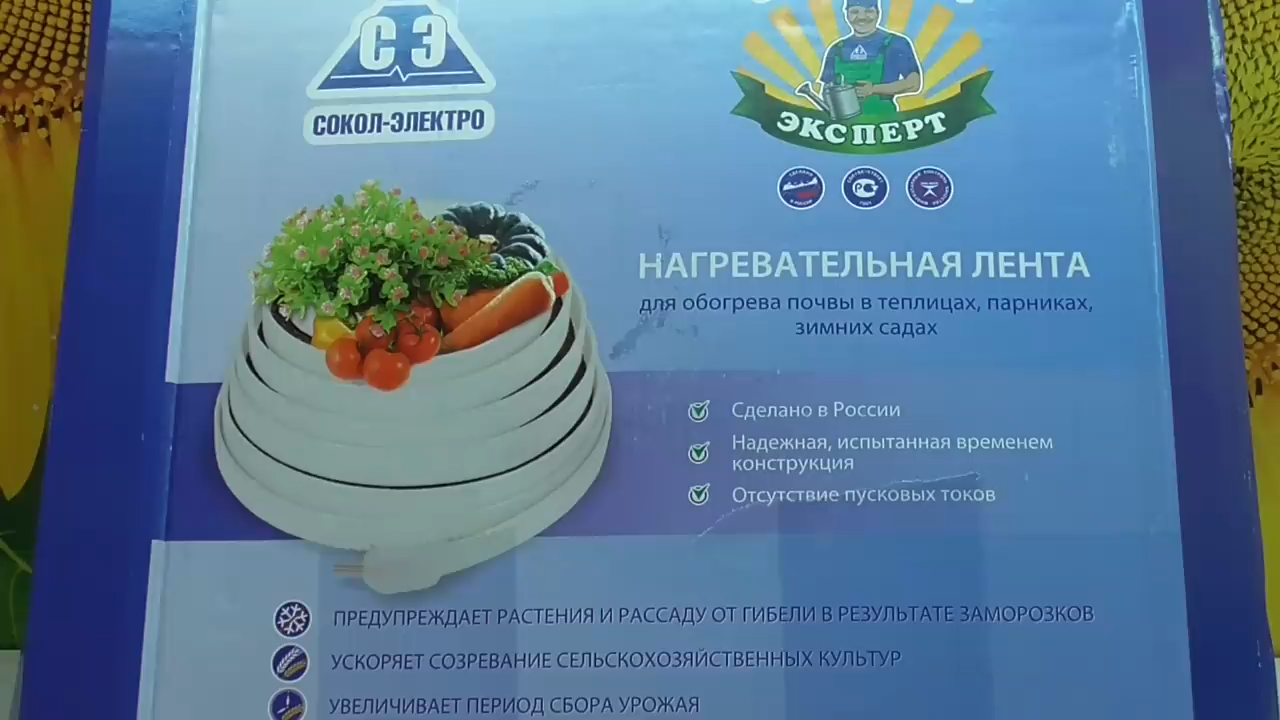 СЭ
СОКОЛ-ЭЛЕКТРО
ЭКСПЕРТ
НАГРЕВАТЕЛЬНАЯ ЛЕНТА
для обогрева почвы в теплицах, парниках,
зимних садах
Сделано в России
Надежная, испытанная временем
конструкция
Отсутствие пусковых токов
ПРЕДУПРЕЖДАЕТ РАСТЕНИЯ И РАССАДУ ОТ ГИБЕЛИ В РЕЗУЛЬТАТЕ ЗАМОРОЗКОВ
УСКОРЯЕТ СОЗРЕВАНИЕ СЕЛЬСКОХОЗЯЙСТВЕННЫХ КУЛЬТУР
УВЕЛИЧИВАЕТ ПЕРИОД СБОРА УРОЖАЯ